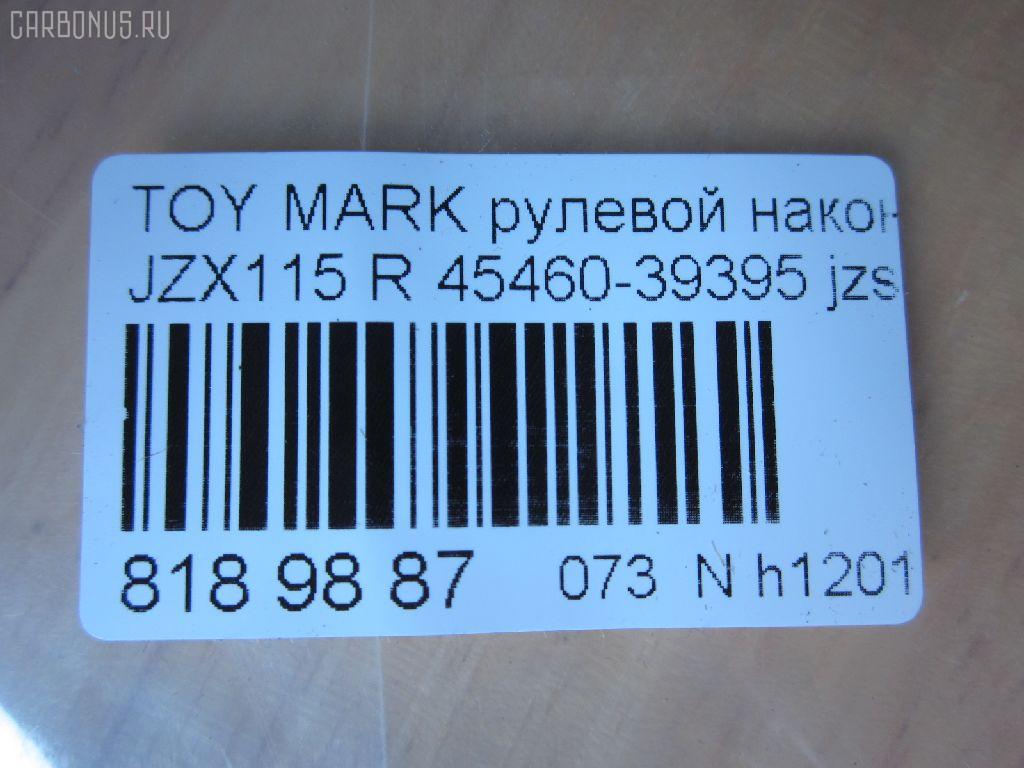 CARBONUS.RU
TOY MARK рулевой након
JZX115 R 45460-39395 jzs
818 98 87 073 N h1201